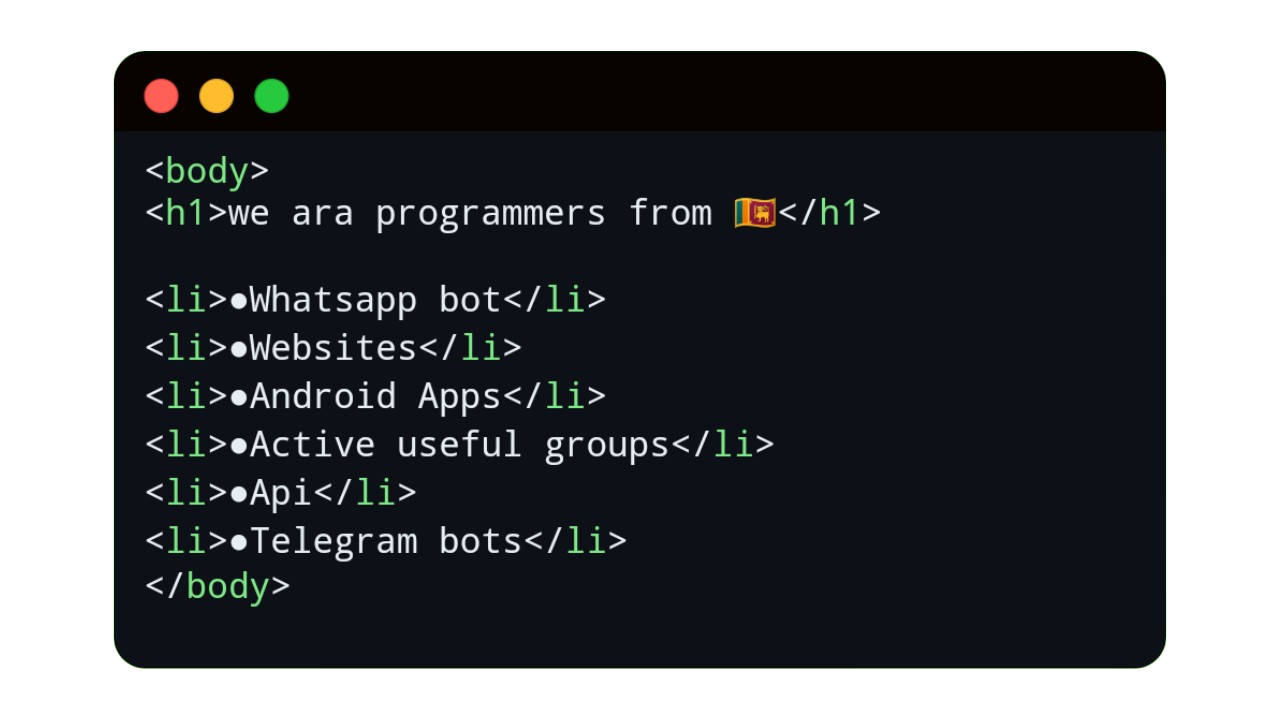 <body>
<h1>we ara programmers from 🇱🇰</h1>
<li>●Whatsapp bot</li>
<li>●Websites</li>
<li>●Android Apps</li>
<li>●Active useful groups</li>
<li>●Api</li>
<li>●Telegram bots</li>
</body>